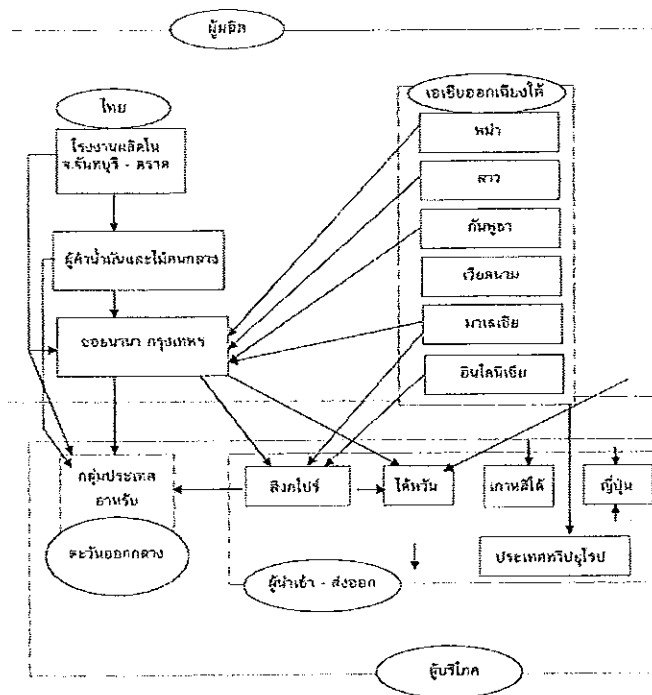 ผู้ผลิต
ไทย
เอเชียออกเฉียงใต้
โรงงานผลิตใน
จ.จันทบุรี - ตราด
พม่า
ลาว
กัมพูชา
ผู้ค้าน้ำมันและไม้คนกลาง
เวียดนาม
ซอยนานา กรุงเทพฯ
มาเลเซีย
อินโดนิเซีย
กลุ่มประเทศ
อาหรับ
สิงคโปร์
ไต้หวัน
เกาหลีใต้
ญี่ปุ่น
ตะวันออกกลาง
ประเทศทวีปยุโรป
ผู้นำเข้า - ส่งออก
ผู้บริโภค